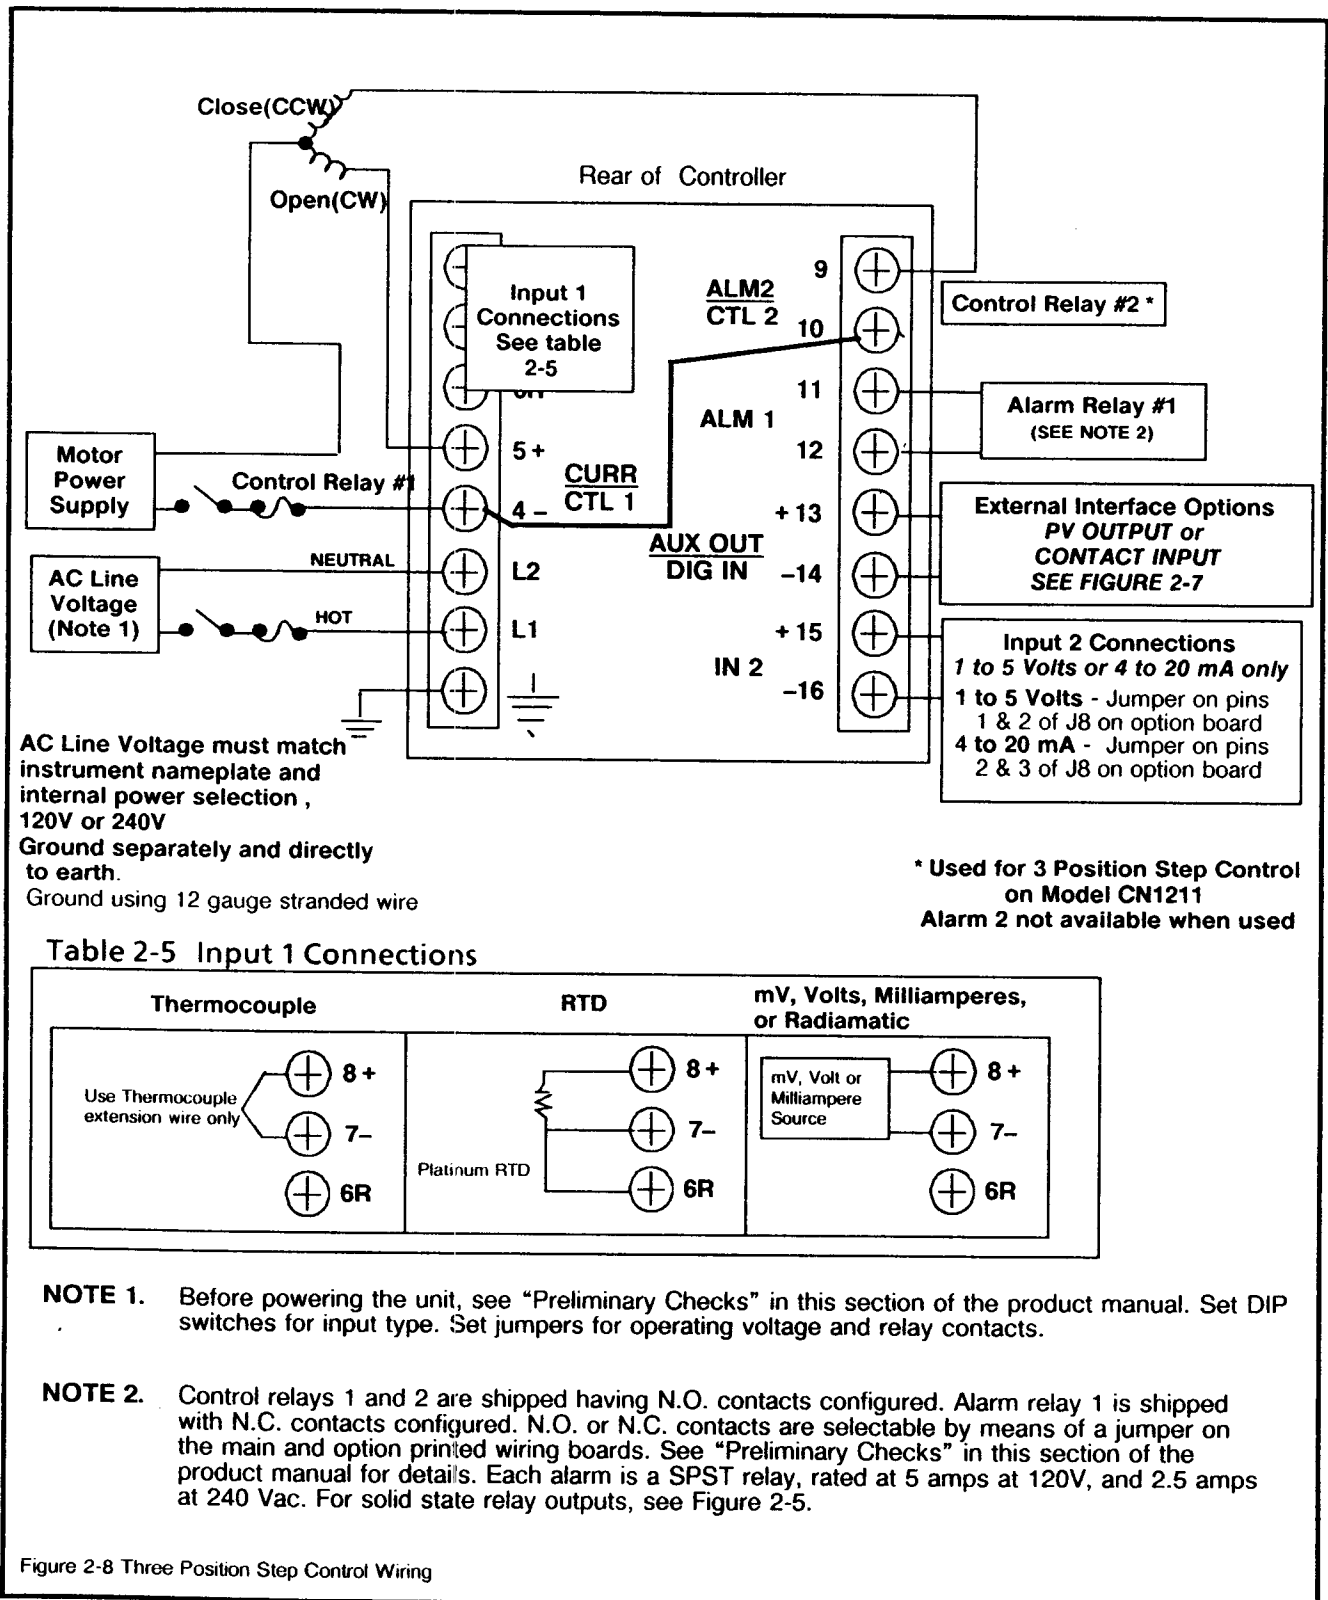 Close(CCW)
Open(CW)
Rear of Controller
Input 1
Connections
See table
2-5
5 +
4 -
L2
L1
CURR
CTL 1
ALM2
CTL 2
ALM 1
AUX OUT
DIG IN
IN 2
9
10
11
12
+ 13
-14
+ 15
-16
Control Relay #2 *
Alarm Relay #1
(SEE NOTE 2)
External Interface Options
PV OUTPUT or
CONTACT INPUT
SEE FIGURE 2-7
Input 2 Connections
1 to 5 Volts or 4 to 20 mA only
1 to 5 Volts - Jumper on pins
1 & 2 of J8 on option board
4 to 20 mA - Jumper on pins
2 & 3 of J8 on option board
Motor
Power
Supply
Control Relay #1
AC Line
Voltage
(Note 1)
NEUTRAL
HOT
AC Line Voltage must match
instrument nameplate and
internal power selection ,
120V or 240V
Ground separately and directly
to earth.
Ground using 12 gauge stranded wire
* Used for 3 Position Step Control
on Model CN1211
Alarm 2 not available when used
Table 2-5 Input 1 Connections
Thermocouple
Use Thermocouple
extension wire only
8 +
7-
6R
RTD
Platinum RTD
8 +
7-
6R
mV, Volts, Milliamperes,
or Radiamatic
mV, Volt or
Milliampere
Source
8 +
7-
6R
NOTE 1. Before powering the unit, see "Preliminary Checks" in this section of the product manual. Set DIP
switches for input type. Set jumpers for operating voltage and relay contacts.
NOTE 2. Control relays 1 and 2 are shipped having N.O. contacts configured. Alarm relay 1 is shipped
with N.C. contacts configured. N.O. or N.C. contacts are selectable by means of a jumper on
the main and option printed wiring boards. See "Preliminary Checks" in this section of the
product manual for details. Each alarm is a SPST relay, rated at 5 amps at 120V, and 2.5 amps
at 240 Vac. For solid state relay outputs, see Figure 2-5.
Figure 2-8 Three Position Step Control Wiring